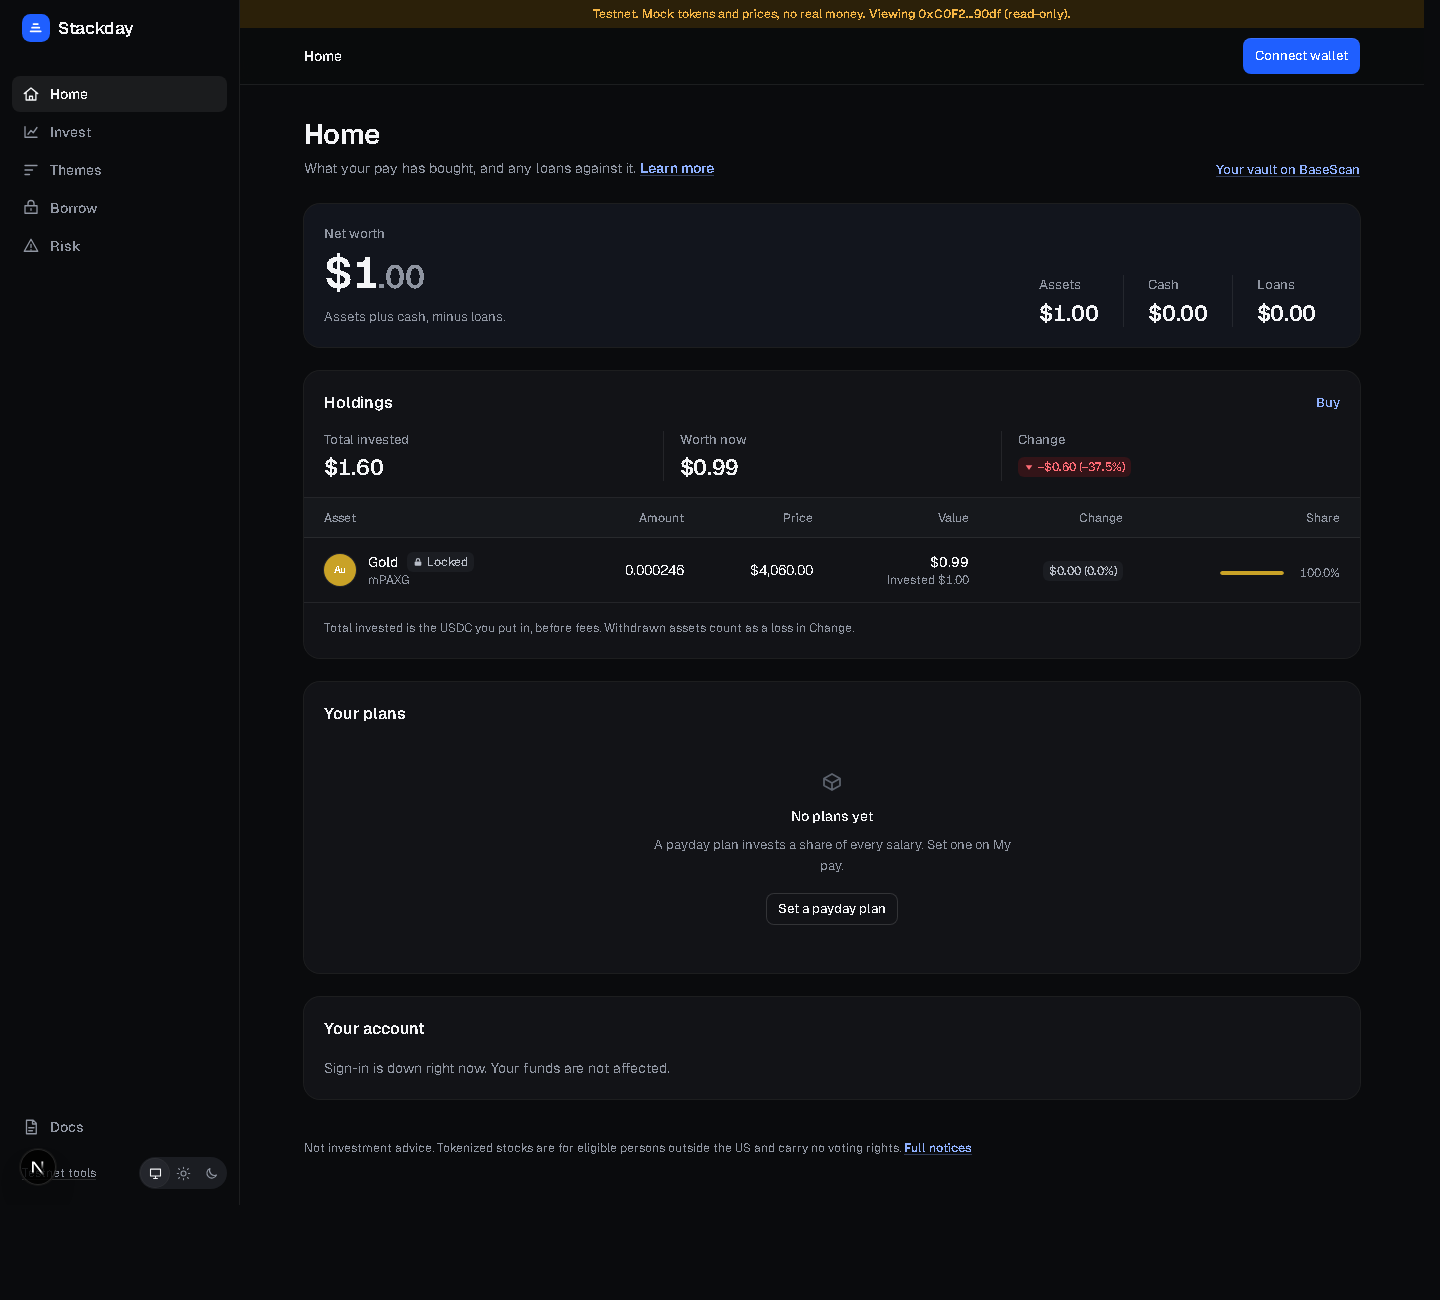 Stackday
Testnet. Mock tokens and prices, no real money. Viewing 0xC0F2…90df (read-only).
Home
Connect wallet
Home
Invest
Themes
Borrow
Risk
Home
What your pay has bought, and any loans against it. Learn more
Your vault on BaseScan
Net worth
$1.00
Assets plus cash, minus loans.
Assets
$1.00
Cash
$0.00
Loans
$0.00
Holdings
Buy
Total invested
$1.60
Worth now
$0.99
Change
−$0.60 (−37.5%)
Asset Amount Price Value Change Share
Gold Locked
mPAXG
0.000246
$4,060.00
$0.99
Invested $1.00
$0.00 (0.0%)
100.0%
Au
Total invested is the USDC you put in, before fees. Withdrawn assets count as a loss in Change.
Your plans
No plans yet
A payday plan invests a share of every salary. Set one on My
pay.
Set a payday plan
Your account
Sign-in is down right now. Your funds are not affected.
Not investment advice. Tokenized stocks are for eligible persons outside the US and carry no voting rights. Full notices
Docs
N
tools